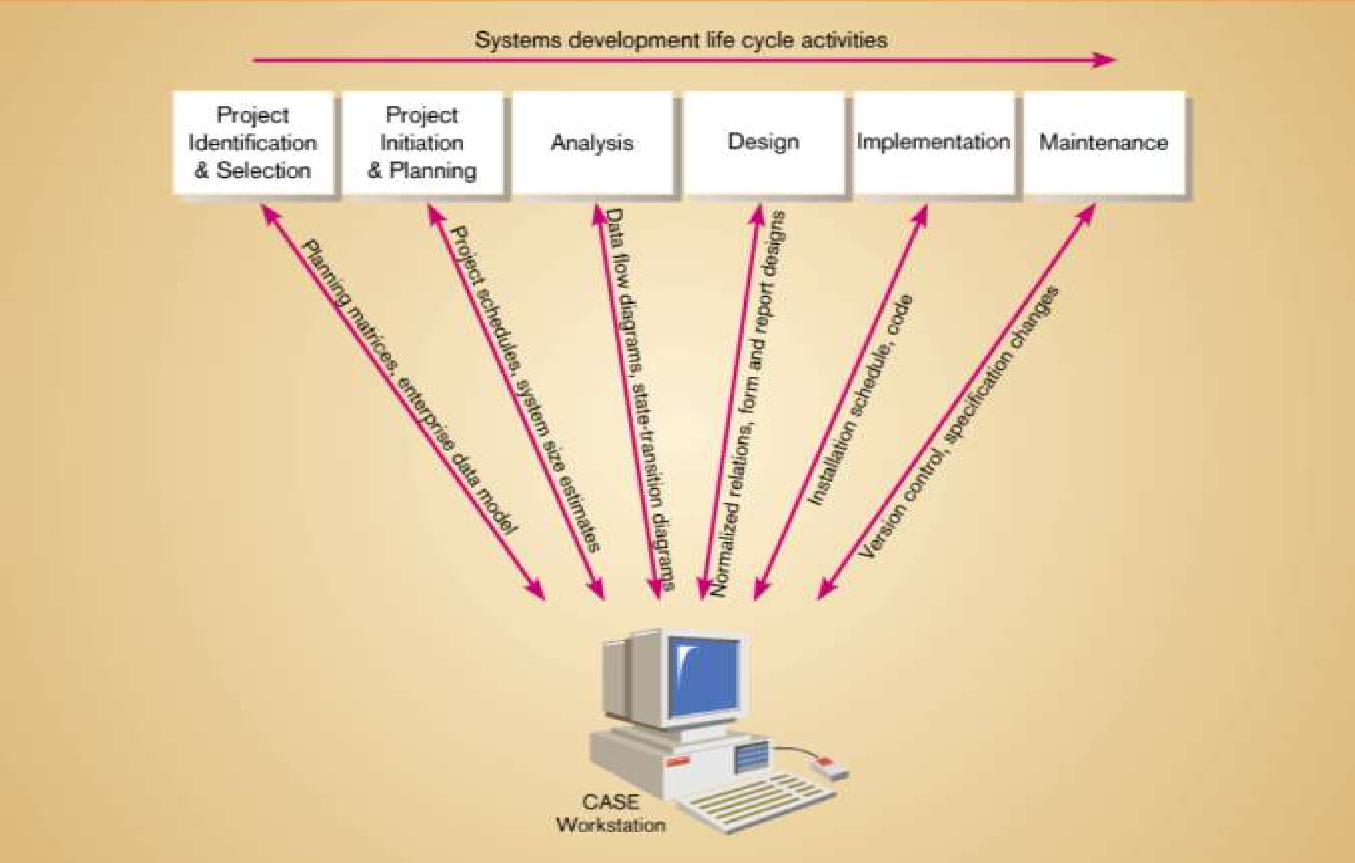 Systems development life cycle activities
Project
Identification
& Selection
Project
Initiation
& Planning
Analysis
Design
Implementation
Maintenance
Planning matrices, enterprise data model
Project schedules, system size estimates
Data flow diagrams, state-transition diagrams
Normalized relations, form and report designs
Installation schedule, code
Version control, specification changes
CASE
Workstation